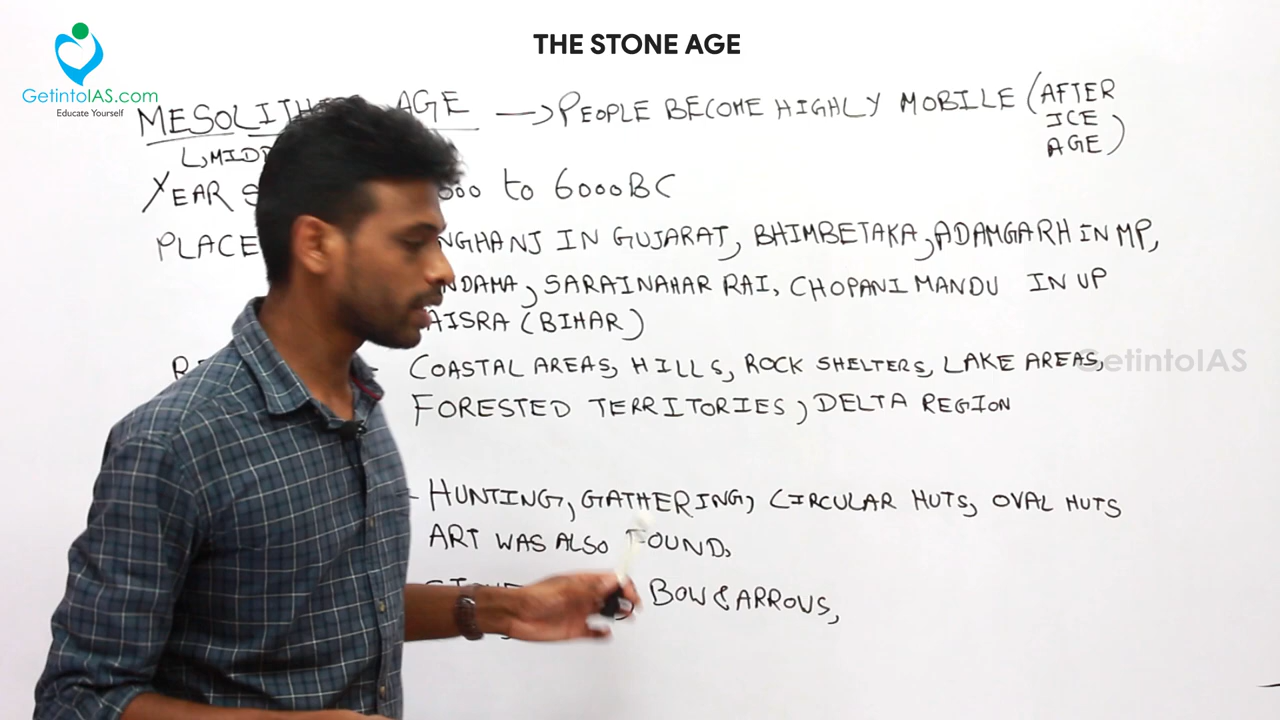 THE STONE AGE
GetintoIAS.com
Educate Yourself
AGE → PEOPLE BECOME HIGHLY MOBILE (AFTER ICE AGE)
YEAR to 6000BC
PLACE IN GUJARAT, BHIMBETAKA, ADAMGARH IN MP,
SARAINAHAR RAI, CHOPANI MANDU IN UP
(BIHAR)
COASTAL AREAS, HILLS, ROCK SHELTERS, LAKE AREAS,
GetintoIAS
FORESTED TERRITORIES, DELTA REGION
- HUNTING, GATHERING, CIRCULAR HUTS, OVAL HUTS
ART WAS ALSO FOUND,
BOW & ARROWS,